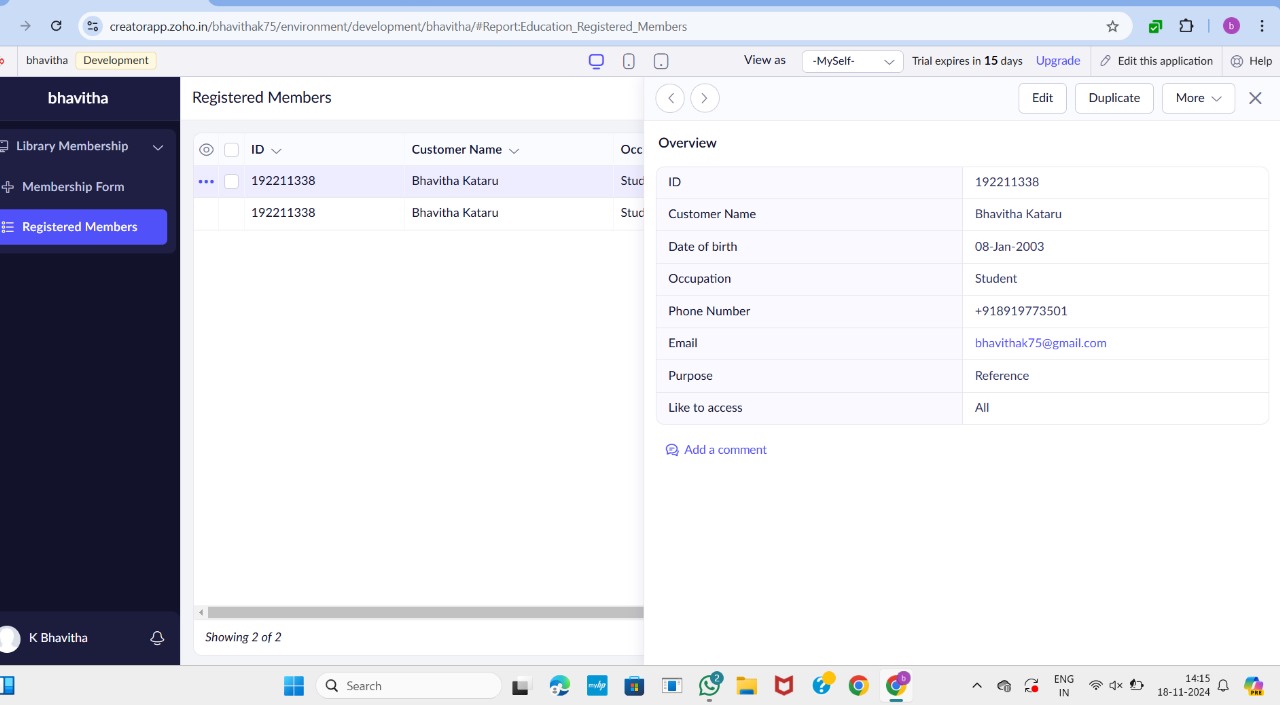 creatorapp.zoho.in/bhavithak75/environment/development/bhavitha/#Report:Education_Registered_Members
b
bhavitha Development
View as -MySelf- Trial expires in 15 days Upgrade Edit this application Help
bhavitha
Library Membership
Membership Form
Registered Members
K Bhavitha
Registered Members
ID Customer Name Occ
192211338 Bhavitha Kataru Stud
192211338 Bhavitha Kataru Stud
Showing 2 of 2
Edit Duplicate More
Overview
ID 192211338
Customer Name Bhavitha Kataru
Date of birth 08-Jan-2003
Occupation Student
Phone Number +918919773501
Email bhavithak75@gmail.com
Purpose Reference
Like to access All
Add a comment
Search
myhp
2
b
ENG
IN
14:15
18-11-2024
PRE